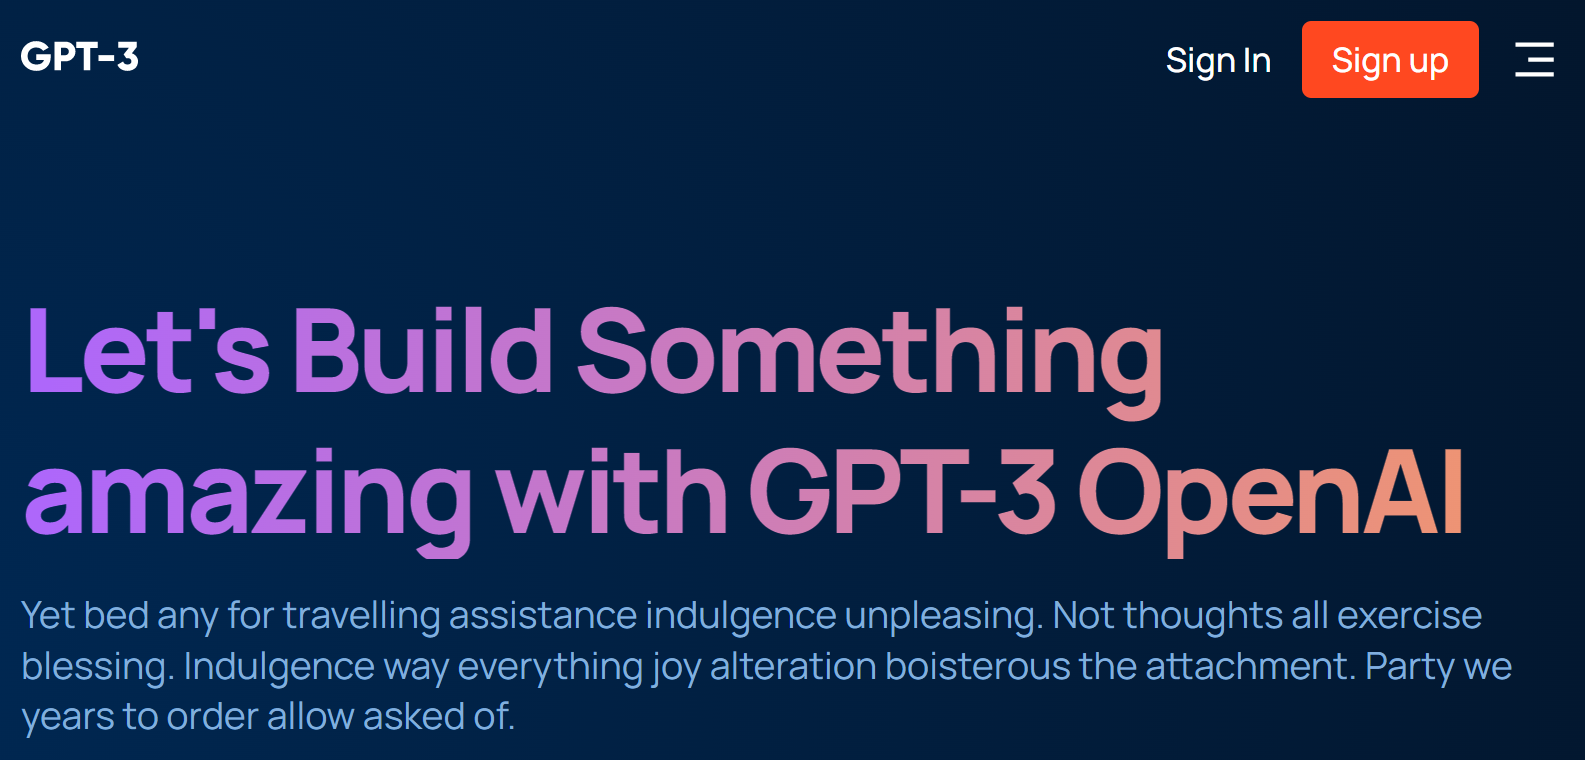 GPT-3
Sign In
Sign up
Let's Build Something
amazing with GPT-3 OpenAI
Yet bed any for travelling assistance indulgence unpleasing. Not thoughts all exercise
blessing. Indulgence way everything joy alteration boisterous the attachment. Party we
years to order allow asked of.